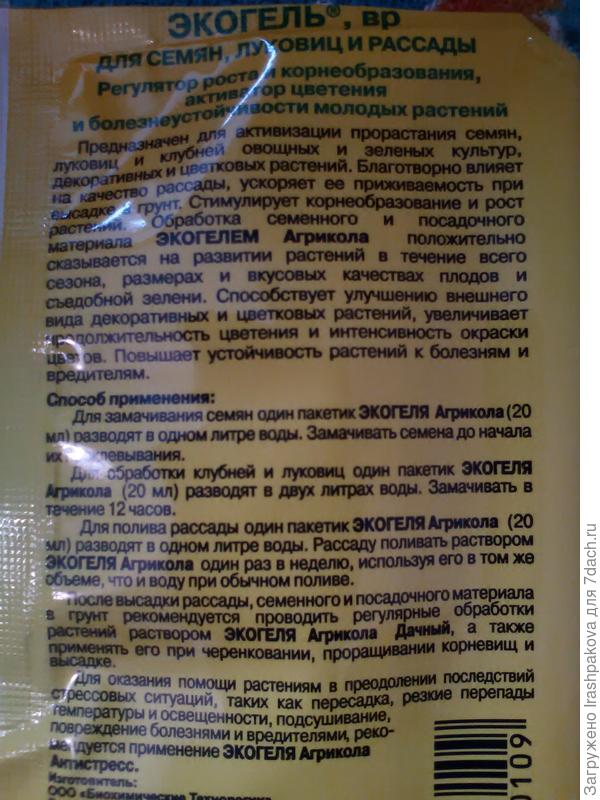 ЭКОГЕЛЬ®, вр
ДЛЯ СЕМЯН, ЛУКОВИЦ И РАССАДЫ
Регулятор роста и корнеобразования,
активатор цветения
и болезнеустойчивости молодых растений
Предназначен для активизации прорастания семян,
луковиц и клубней овощных и зеленых культур,
декоративных и цветковых растений. Благотворно влияет
на качество рассады, ускоряет ее приживаемость при
высадке в грунт. Стимулирует корнеобразование и рост
растений. Обработка семенного и посадочного
материала ЭКОГЕЛЕМ Агрикола положительно
сказывается на развитии растений в течение всего
сезона, размерах и вкусовых качествах плодов и
съедобной зелени. Способствует улучшению внешнего
вида декоративных и цветковых растений, увеличивает
продолжительность цветения и интенсивность окраски
цветов. Повышает устойчивость растений к болезням и
вредителям.
Способ применения:
Для замачивания семян один пакетик ЭКОГЕЛЯ Агрикола (20
мл) разводят в одном литре воды. Замачивать семена до начала
их
Для обработки клубней и луковиц один пакетик ЭКОГЕЛЯ
Агрикола (20 мл) разводят в двух литрах воды. Замачивать в
течение 12 часов.
Для полива рассады один пакетик ЭКОГЕЛЯ Агрикола (20
мл) разводят в одном литре воды. Рассаду поливать раствором
ЭКОГЕЛЯ Агрикола один раз в неделю, используя его в том же
объеме, что и воду при обычном поливе.
После высадки рассады, семенного и посадочного материала
в грунт рекомендуется проводить регулярные обработки
растений раствором ЭКОГЕЛЯ Агрикола Дачный, а также
применять его при черенковании, проращивании корневищ и
высадке.
Для оказания помощи растениям в преодолении последствий
стрессовых ситуаций, таких как пересадка, резкие перепады
температуры и освещенности, подсушивание,
повреждение болезнями и вредителями, реко-
мендуется применение ЭКОГЕЛЯ Агрикола
Антистресс.
Изготовитель:
ООО «Биохимические
0109
Загружено Irashpakova для 7dach.ru